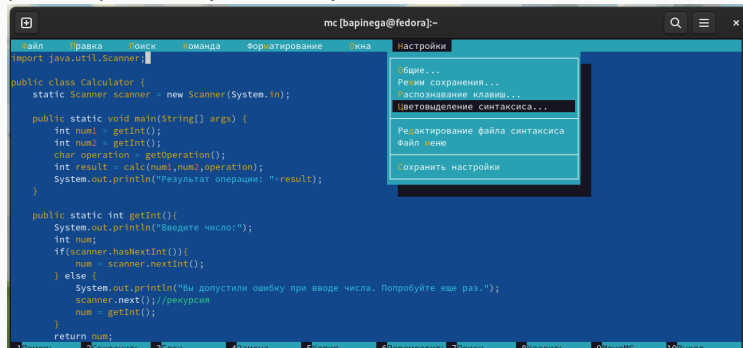 mc [bapinega@fedora]:~
Файл Правка Поиск Команда Форматирование Окна Настройки
import java.util.Scanner;
public class Calculator {
static Scanner scanner = new Scanner(System.in);
public static void main(String[] args) {
int num1 = getInt();
int num2 = getInt();
char operation = getOperation();
int result = calc(num1,num2,operation);
System.out.println("Результат операции: "+result);
}
Общие...
Режим сохранения...
Распознавание клавиш...
Цветовыделение синтаксиса...
Редактирование файла синтаксиса
Файл меню
Сохранить настройки
public static int getInt(){
System.out.println("Введите число:");
int num;
if(scanner.hasNextInt()){
num = scanner.nextInt();
} else {
System.out.println("Вы допустили ошибку при вводе числа. Попробуйте еще раз.");
scanner.next();//рекурсия
num = getInt();
}
return num;